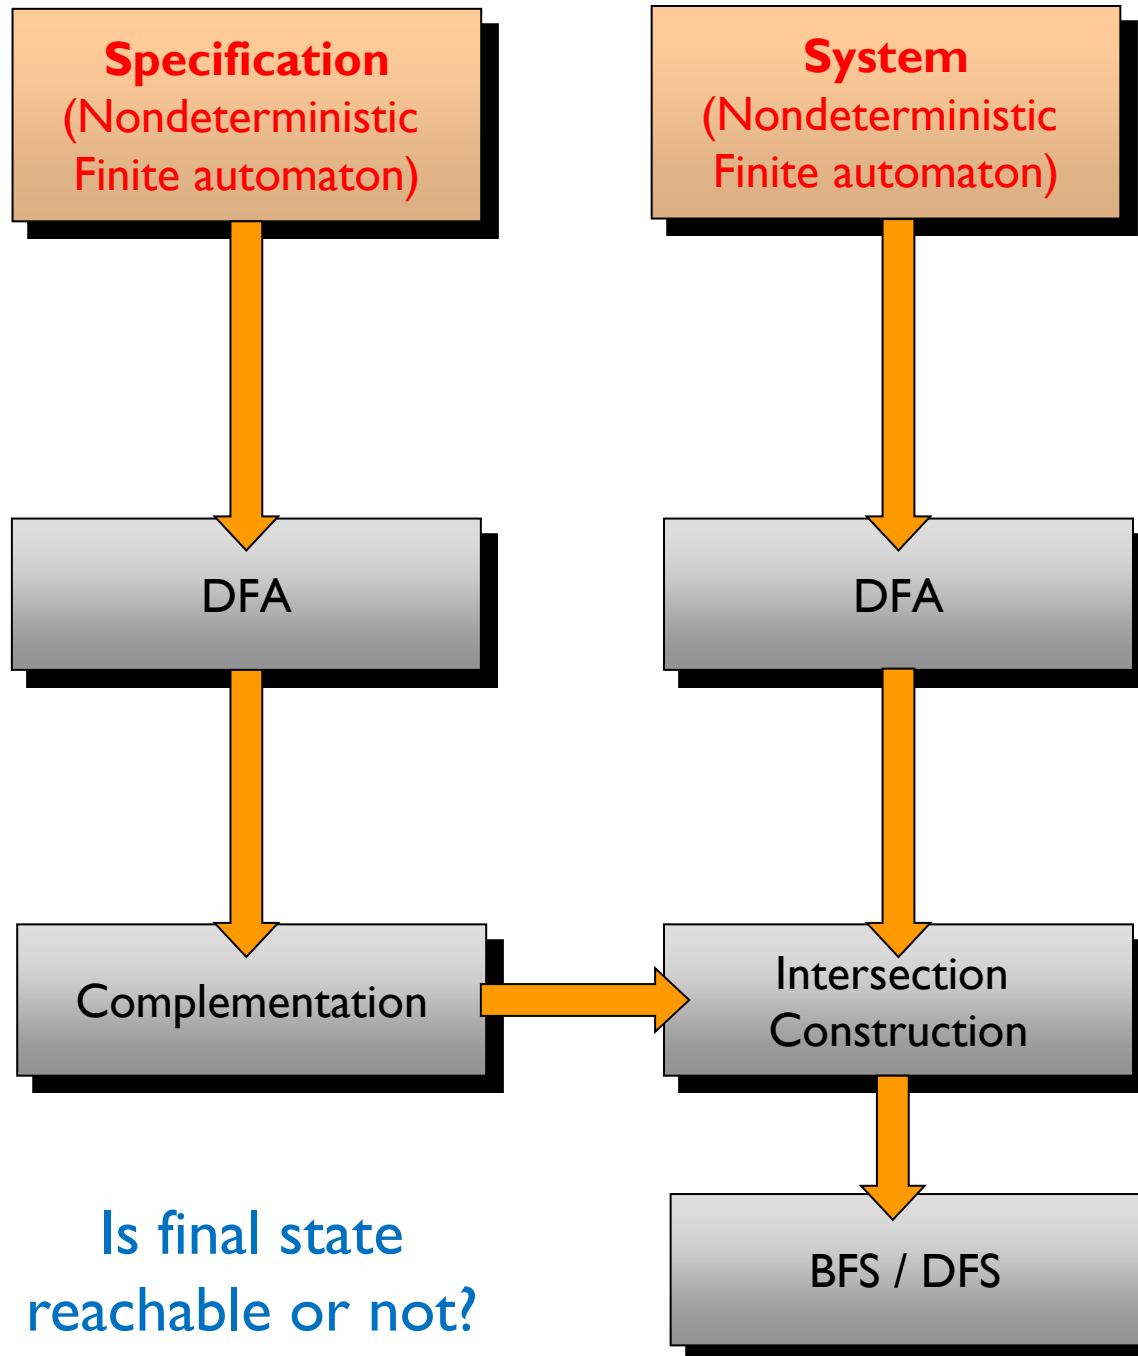 Specification
(Nondeterministic
Finite automaton)
System
(Nondeterministic
Finite automaton)
DFA
DFA
Complementation
Intersection
Construction
Is final state
reachable or not?
BFS / DFS